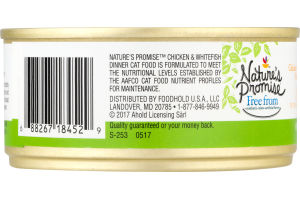 NATURE'S PROMISE™ CHICKEN & WHITEFISH
DINNER CAT FOOD IS FORMULATED TO MEET
THE NUTRITIONAL LEVELS ESTABLISHED BY
THE AAFCO CAT FOOD NUTRIENT PROFILES
FOR MAINTENANCE.
DISTRIBUTED BY FOODHOLD U.S.A., LLC
LANDOVER, MD 20785 • 1-877-846-9949
© 2017 Ahold Licensing Sàrl
Quality guaranteed or your money back.
S-253 0517
6 88267 18452 9
Nature's
Promise
Free from